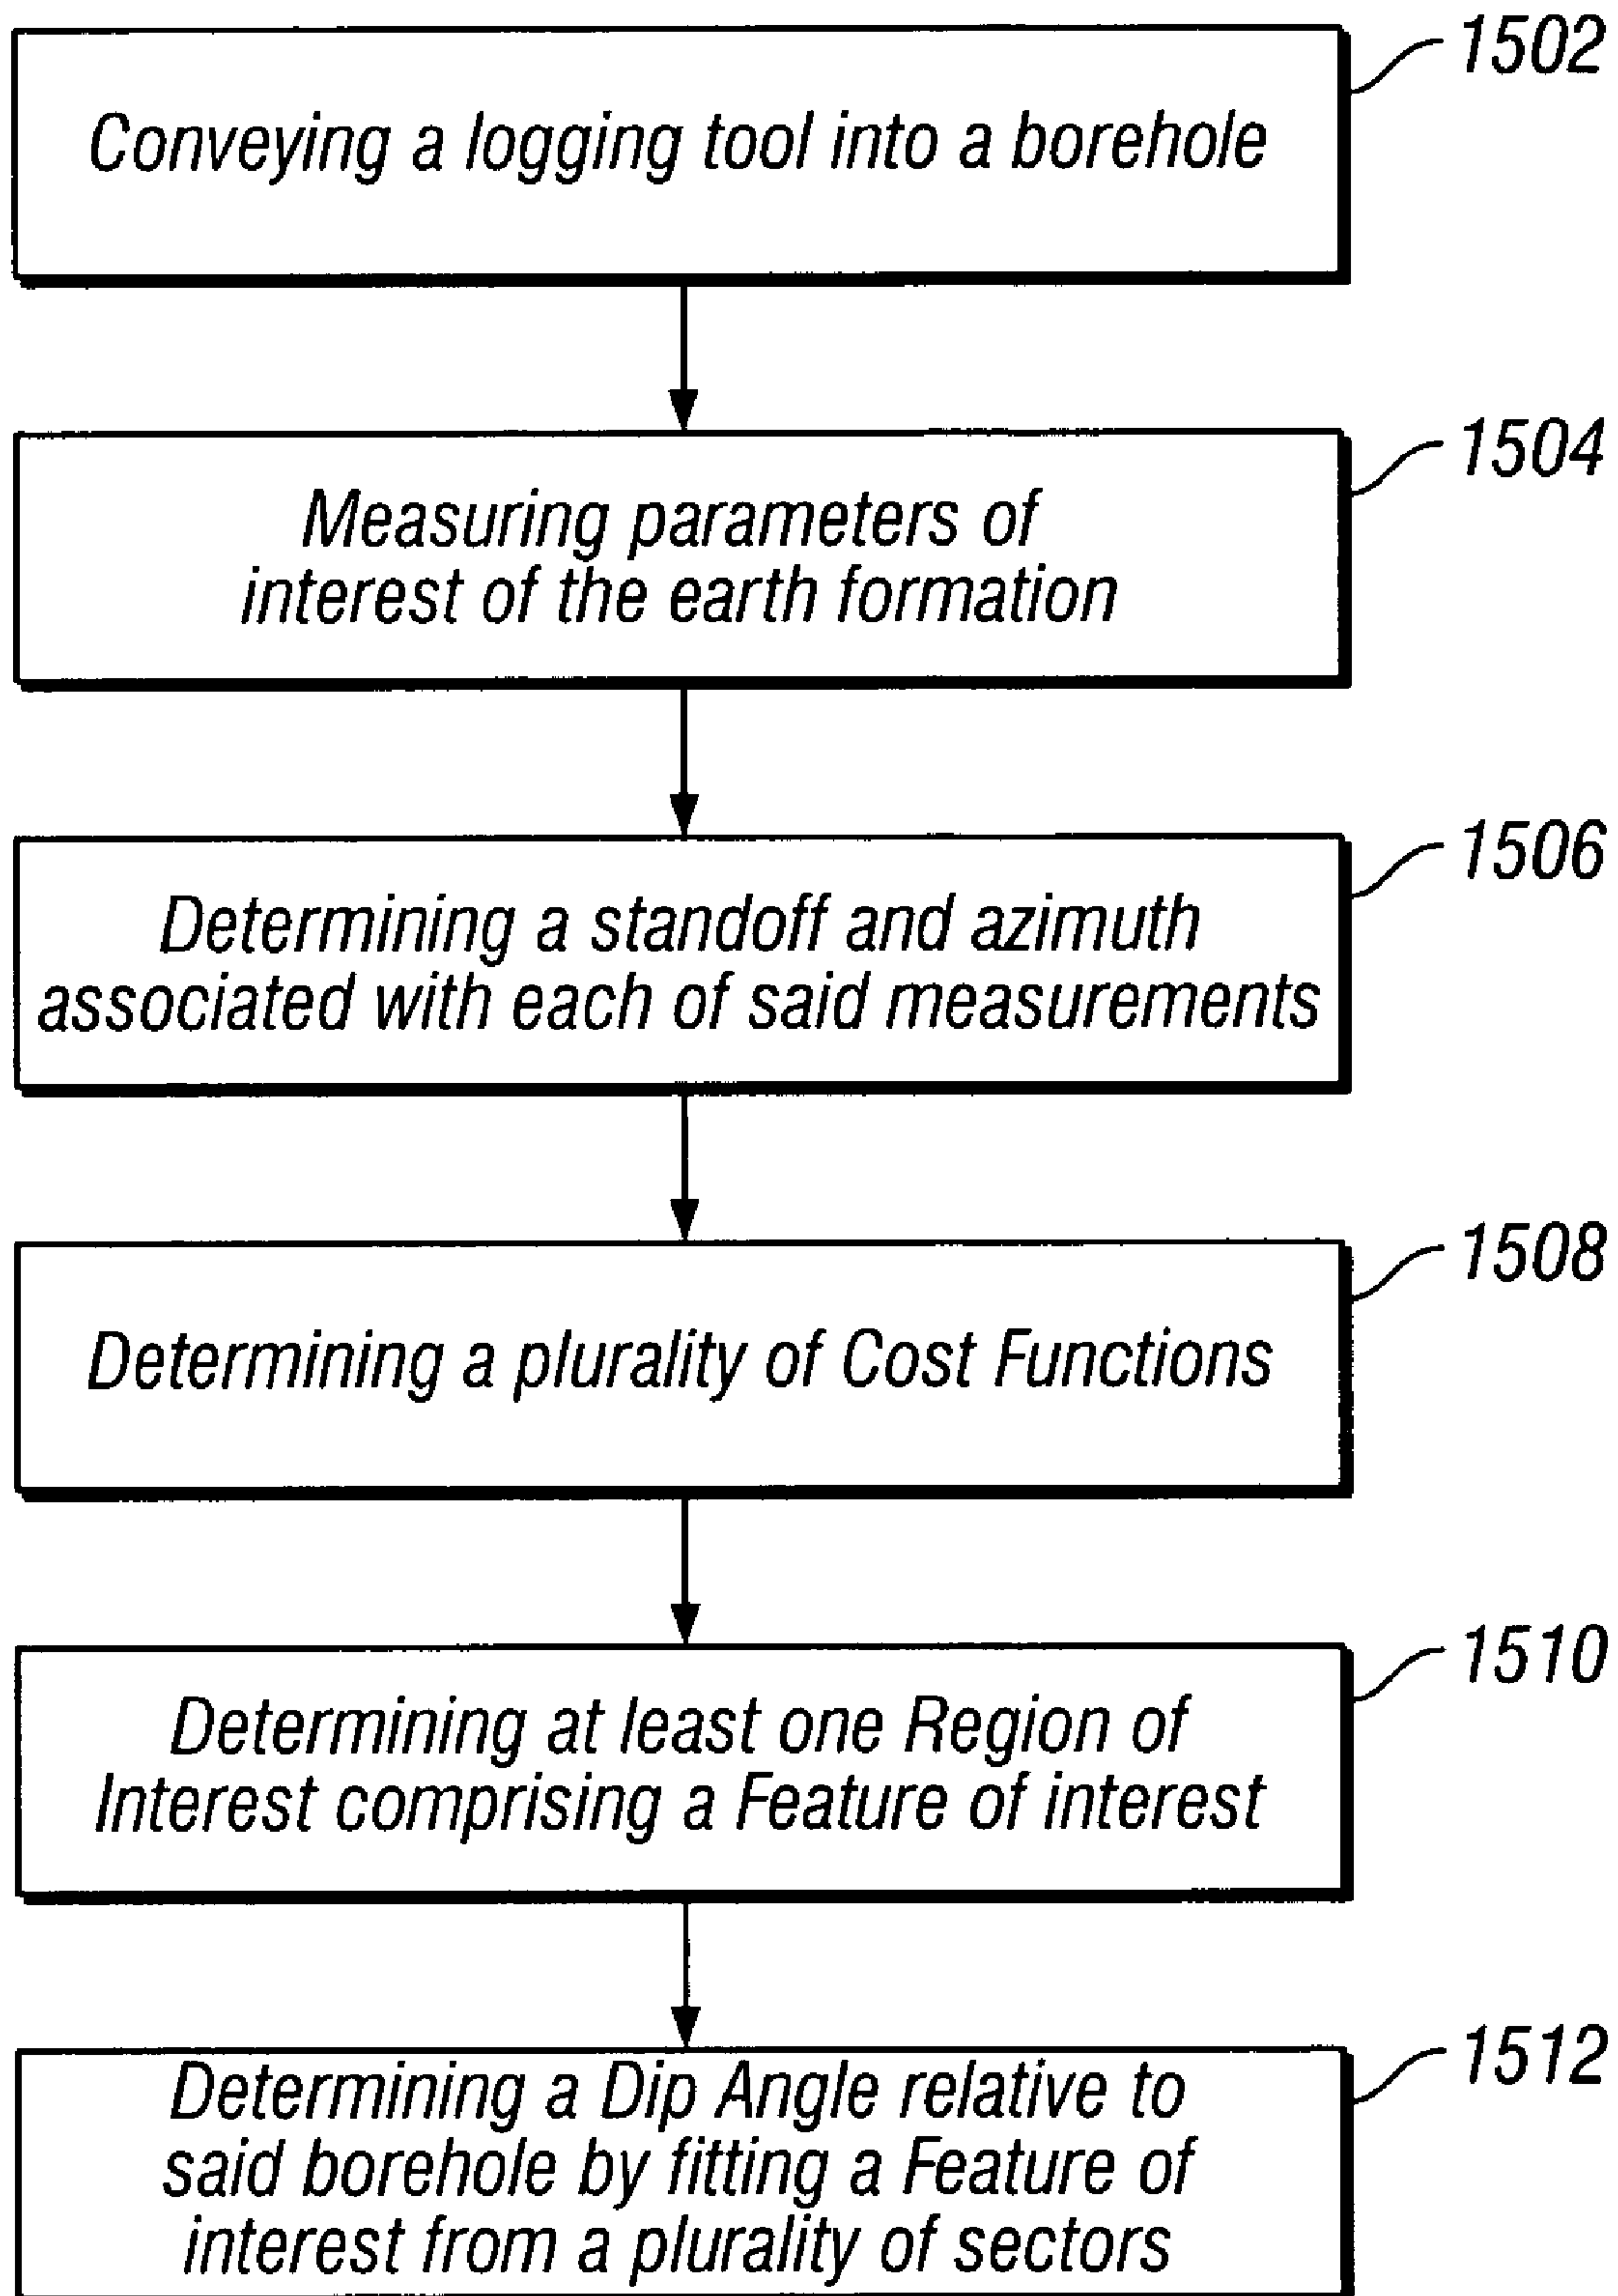 1502
Conveying a logging tool into a borehole
1504
Measuring parameters of
interest of the earth formation
1506
Determining a standoff and azimuth
associated with each of said measurements
1508
Determining a plurality of Cost Functions
1510
Determining at least one Region of
Interest comprising a Feature of interest
1512
Determining a Dip Angle relative to
said borehole by fitting a Feature of
interest from a plurality of sectors